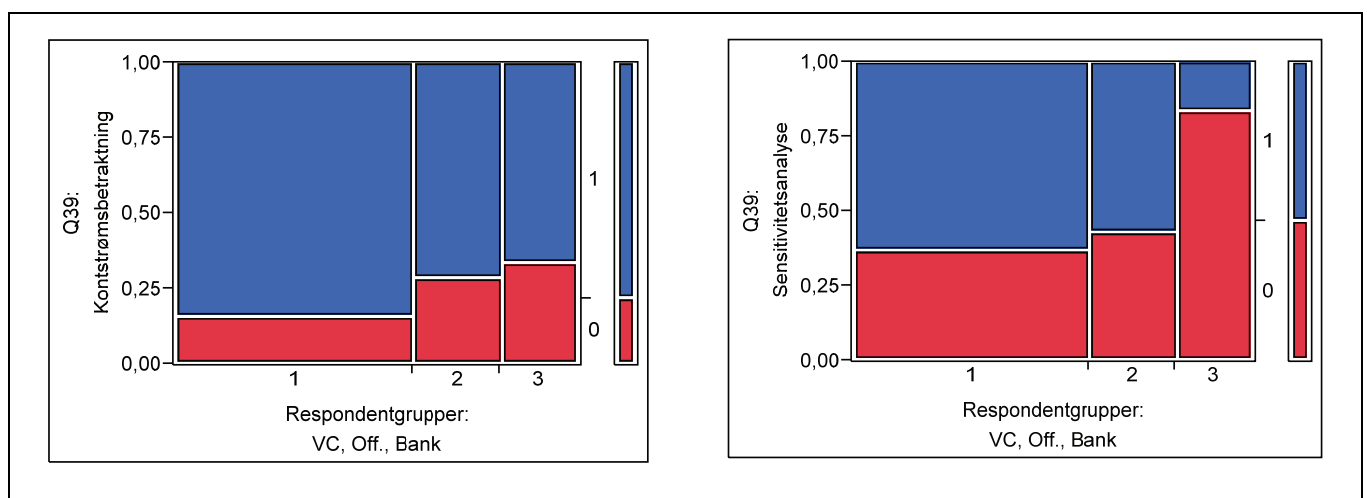 Q39:
Kontstrømsbetraktning
1,00
0,75
0,50
0,25
0,00
1
0
1
2
3
Respondentgrupper:
VC, Off., Bank
Q39:
Sensitivitetsanalyse
1,00
0,75
0,50
0,25
0,00
1
0
1
2
3
Respondentgrupper:
VC, Off., Bank